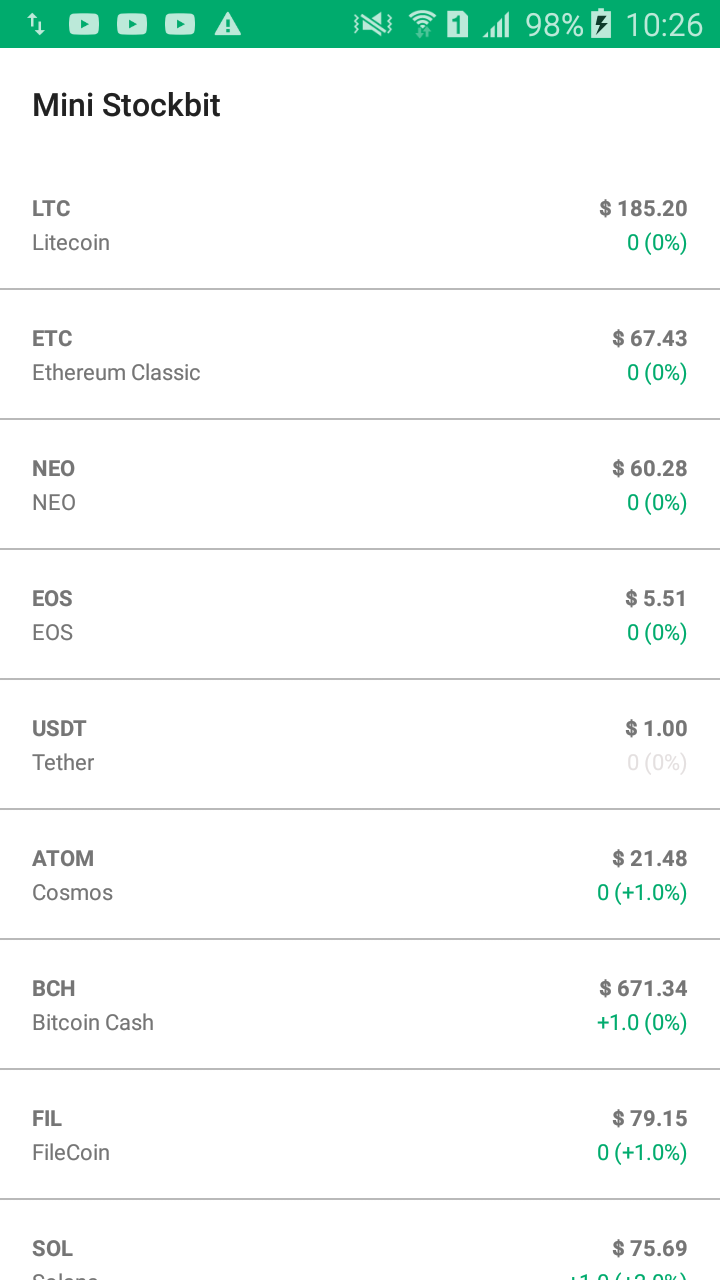 98% 10:26
Mini Stockbit
LTC $ 185.20
Litecoin 0 (0%)
ETC $ 67.43
Ethereum Classic 0 (0%)
NEO $ 60.28
NEO 0 (0%)
EOS $ 5.51
EOS 0 (0%)
USDT $ 1.00
Tether 0 (0%)
ATOM $ 21.48
Cosmos 0 (+1.0%)
BCH $ 671.34
Bitcoin Cash +1.0 (0%)
FIL $ 79.15
FileCoin 0 (+1.0%)
SOL $ 75.69